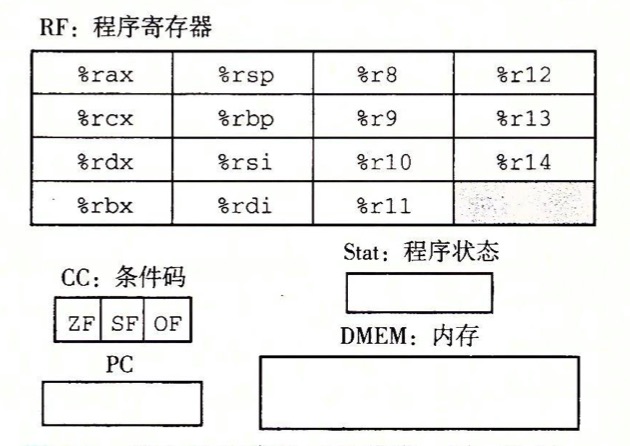 RF：程序寄存器
%rax %rsp %r8 %r12
%rcx %rbp %r9 %r13
%rdx %rsi %r10 %r14
%rbx %rdi %r11
Stat：程序状态
CC：条件码
ZF SF OF
DMEM：内存
PC